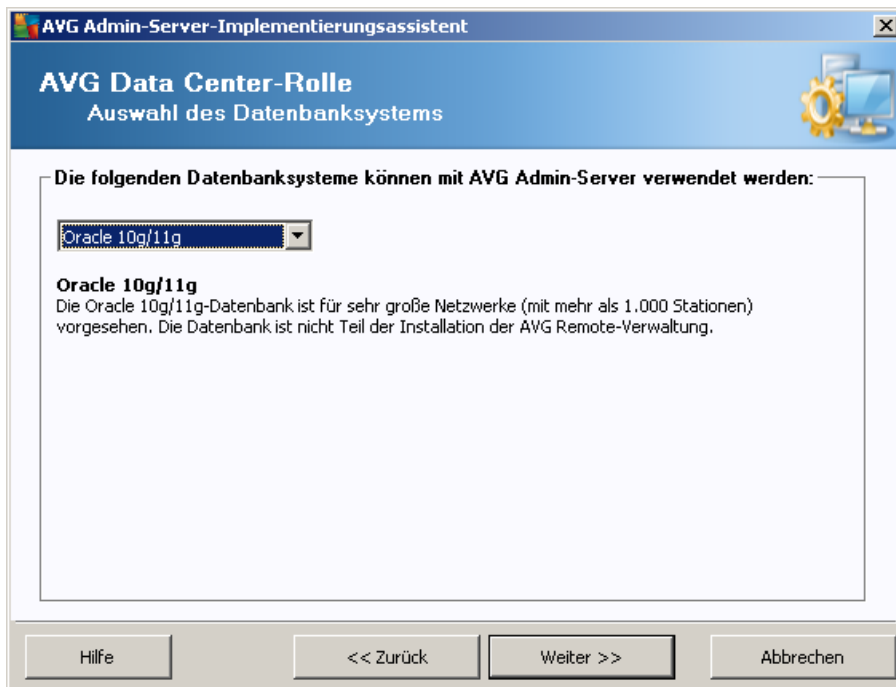 AVG Admin-Server-Implementierungsassistent
AVG Data Center-Rolle
Auswahl des Datenbanksystems
Die folgenden Datenbanksysteme können mit AVG Admin-Server verwendet werden:
Oracle 10g/11g
Oracle 10g/11g
Die Oracle 10g/11g-Datenbank ist für sehr große Netzwerke (mit mehr als 1.000 Stationen)
vorgesehen. Die Datenbank ist nicht Teil der Installation der AVG Remote-Verwaltung.
Hilfe
<< Zurück
Weiter >>
Abbrechen